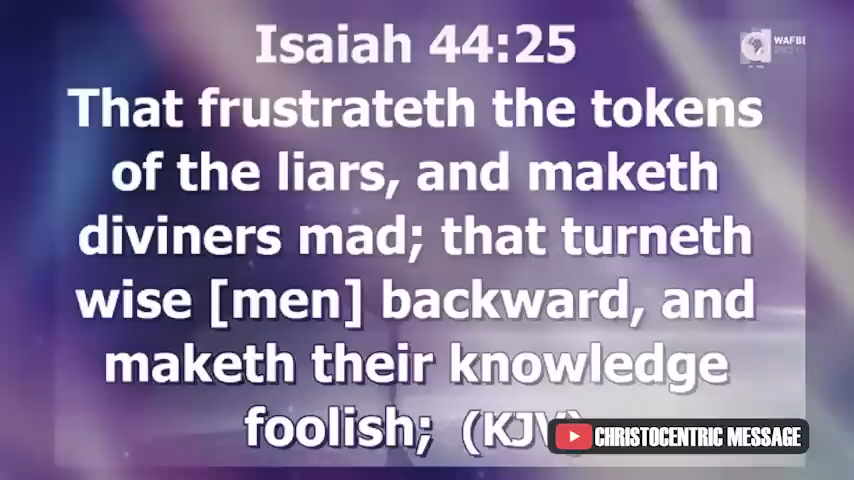 Isaiah 44:25
WAFBE
That frustrateth the tokens
of the liars, and maketh
diviners mad; that turneth
wise [men] backward, and
maketh their knowledge
foolish; (KJV)
CHRISTOCENTRIC MESSAGE